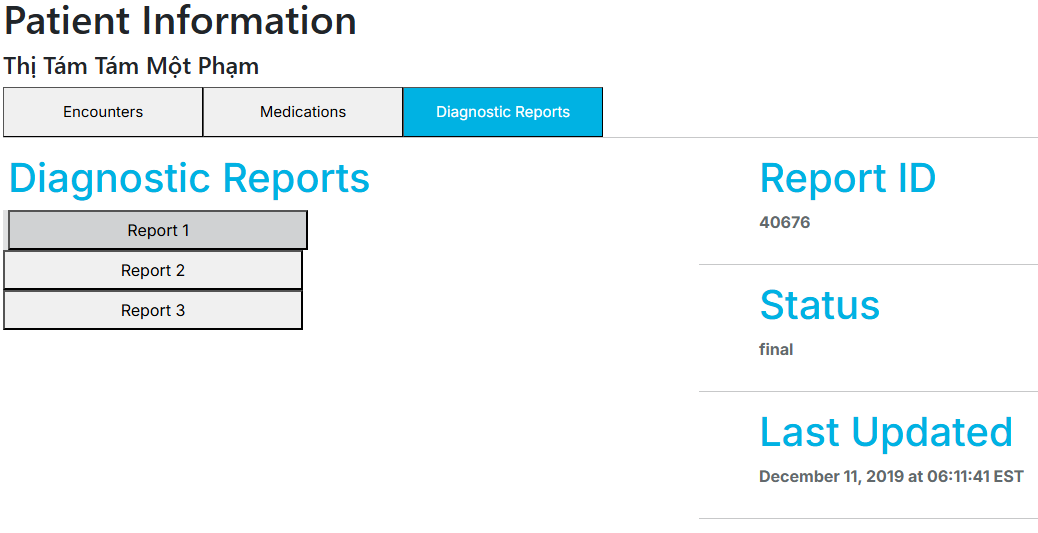 Patient Information
Thị Tám Tám Một Phạm
Encounters Medications Diagnostic Reports
Diagnostic Reports
Report 1
Report 2
Report 3
Report ID
40676
Status
final
Last Updated
December 11, 2019 at 06:11:41 EST